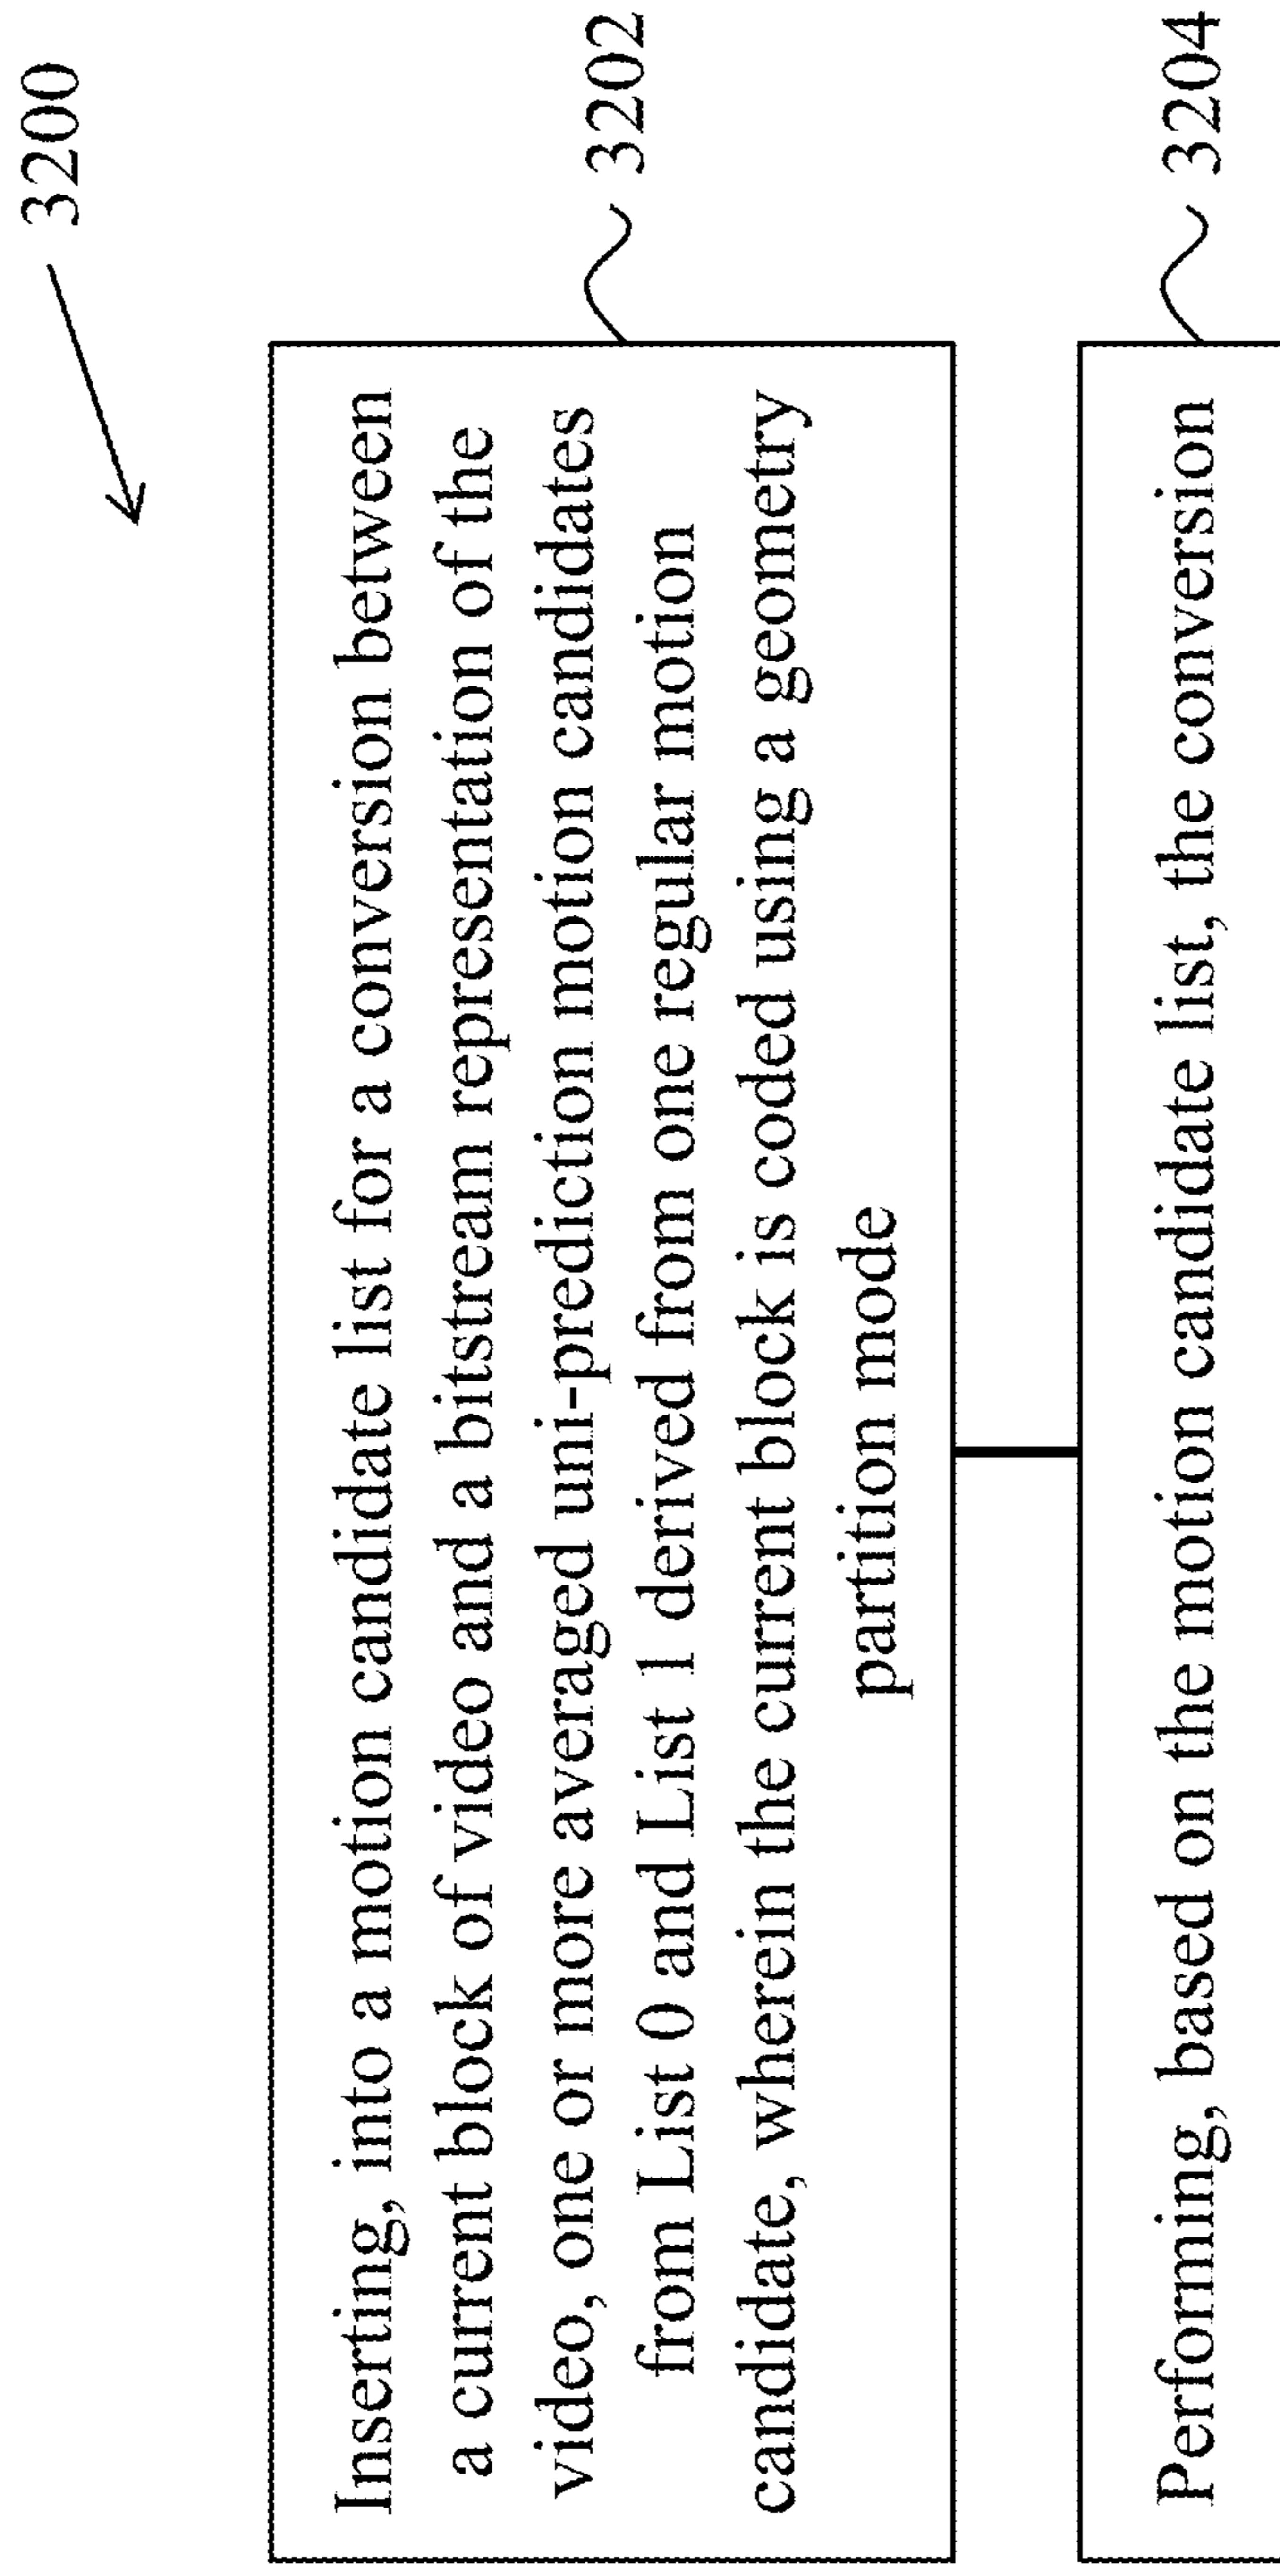 3200
Inserting, into a motion candidate list for a conversion between
a current block of video and a bitstream representation of the
video, one or more averaged uni-prediction motion candidates
from List 0 and List 1 derived from one regular motion
candidate, wherein the current block is coded using a geometry
partition mode
3202
Performing, based on the motion candidate list, the conversion
3204